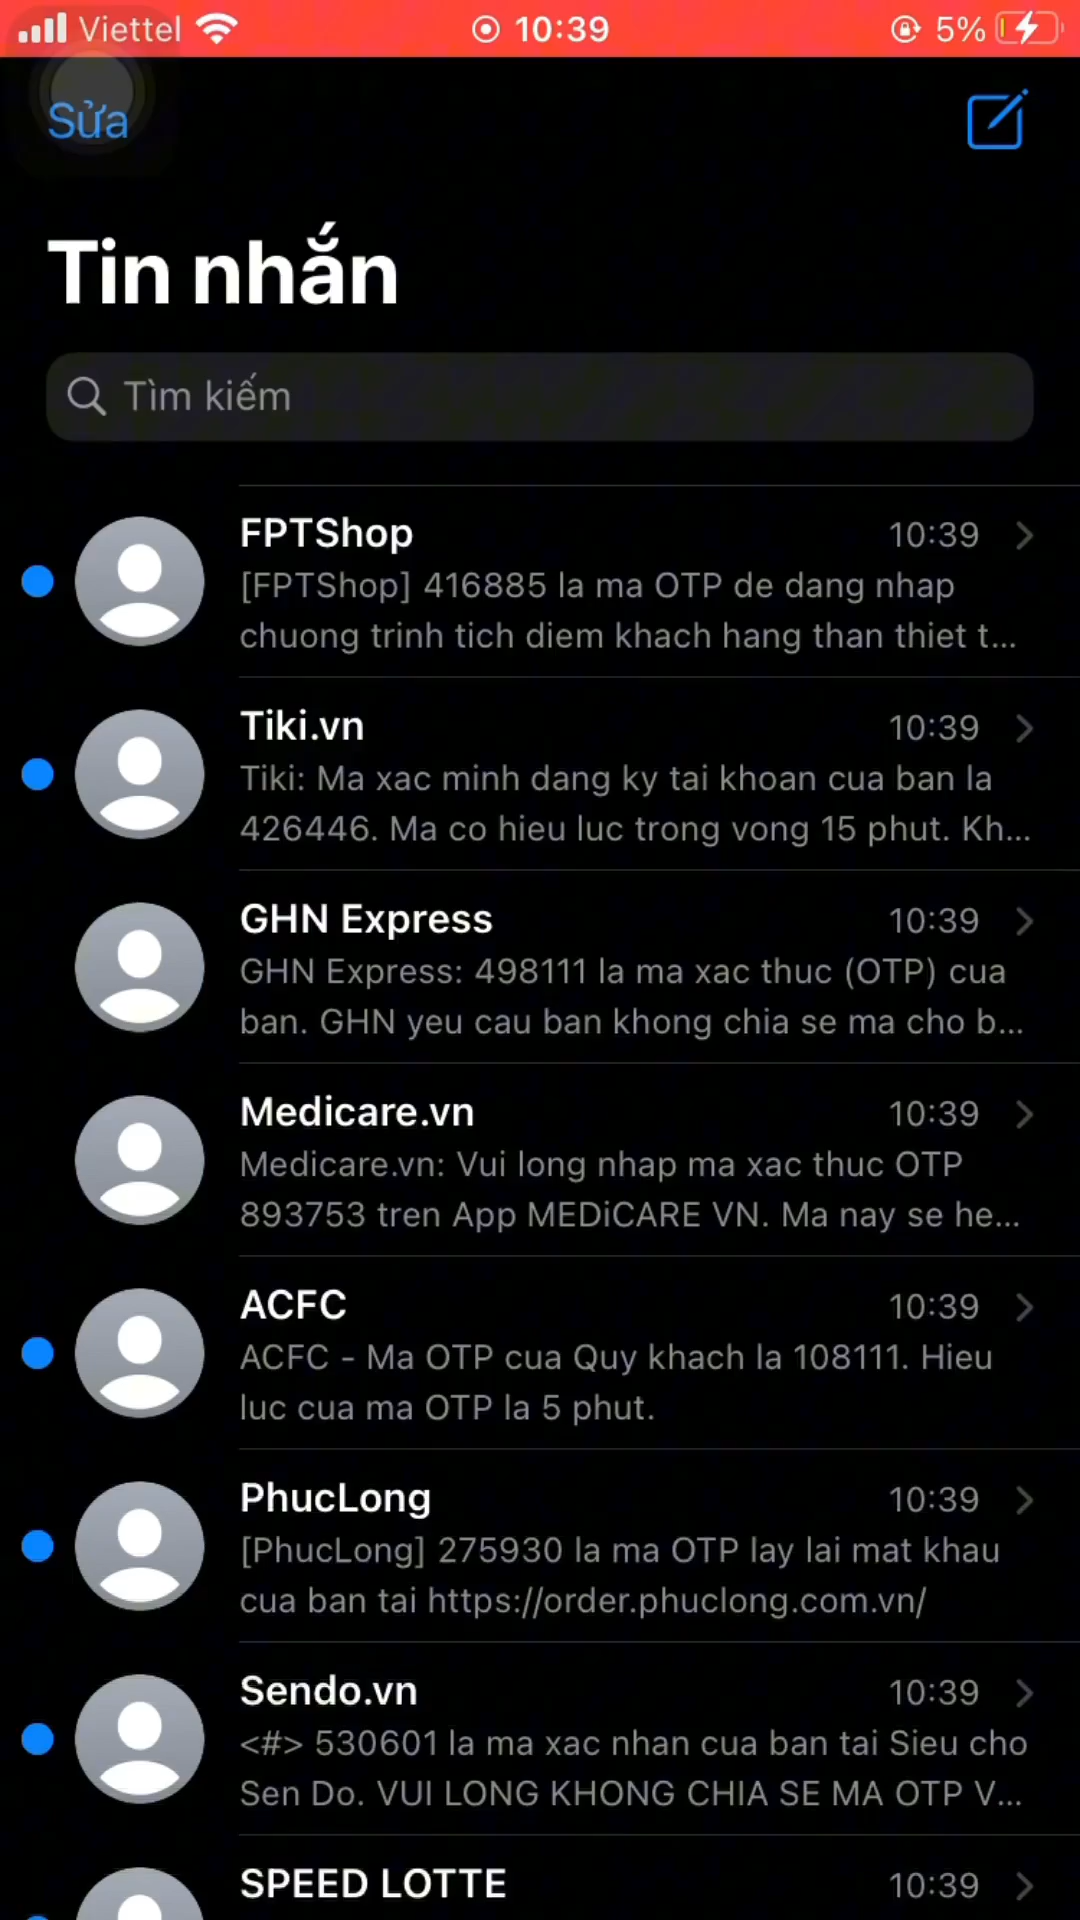 Viettel 10:39 5%
Sửa
Tin nhắn
Tìm kiếm
FPTShop 10:39
[FPTShop] 416885 la ma OTP de dang nhap
chuong trinh tich diem khach hang than thiet t...
Tiki.vn 10:39
Tiki: Ma xac minh dang ky tai khoan cua ban la
426446. Ma co hieu luc trong vong 15 phut. Kh...
GHN Express 10:39
GHN Express: 498111 la ma xac thuc (OTP) cua
ban. GHN yeu cau ban khong chia se ma cho b...
Medicare.vn 10:39
Medicare.vn: Vui long nhap ma xac thuc OTP
893753 tren App MEDiCARE VN. Ma nay se he...
ACFC 10:39
ACFC - Ma OTP cua Quy khach la 108111. Hieu
luc cua ma OTP la 5 phut.
PhucLong 10:39
[PhucLong] 275930 la ma OTP lay lai mat khau
cua ban tai https://order.phuclong.com.vn/
Sendo.vn 10:39
<#> 530601 la ma xac nhan cua ban tai Sieu cho
Sen Do. VUI LONG KHONG CHIA SE MA OTP V...
SPEED LOTTE 10:39